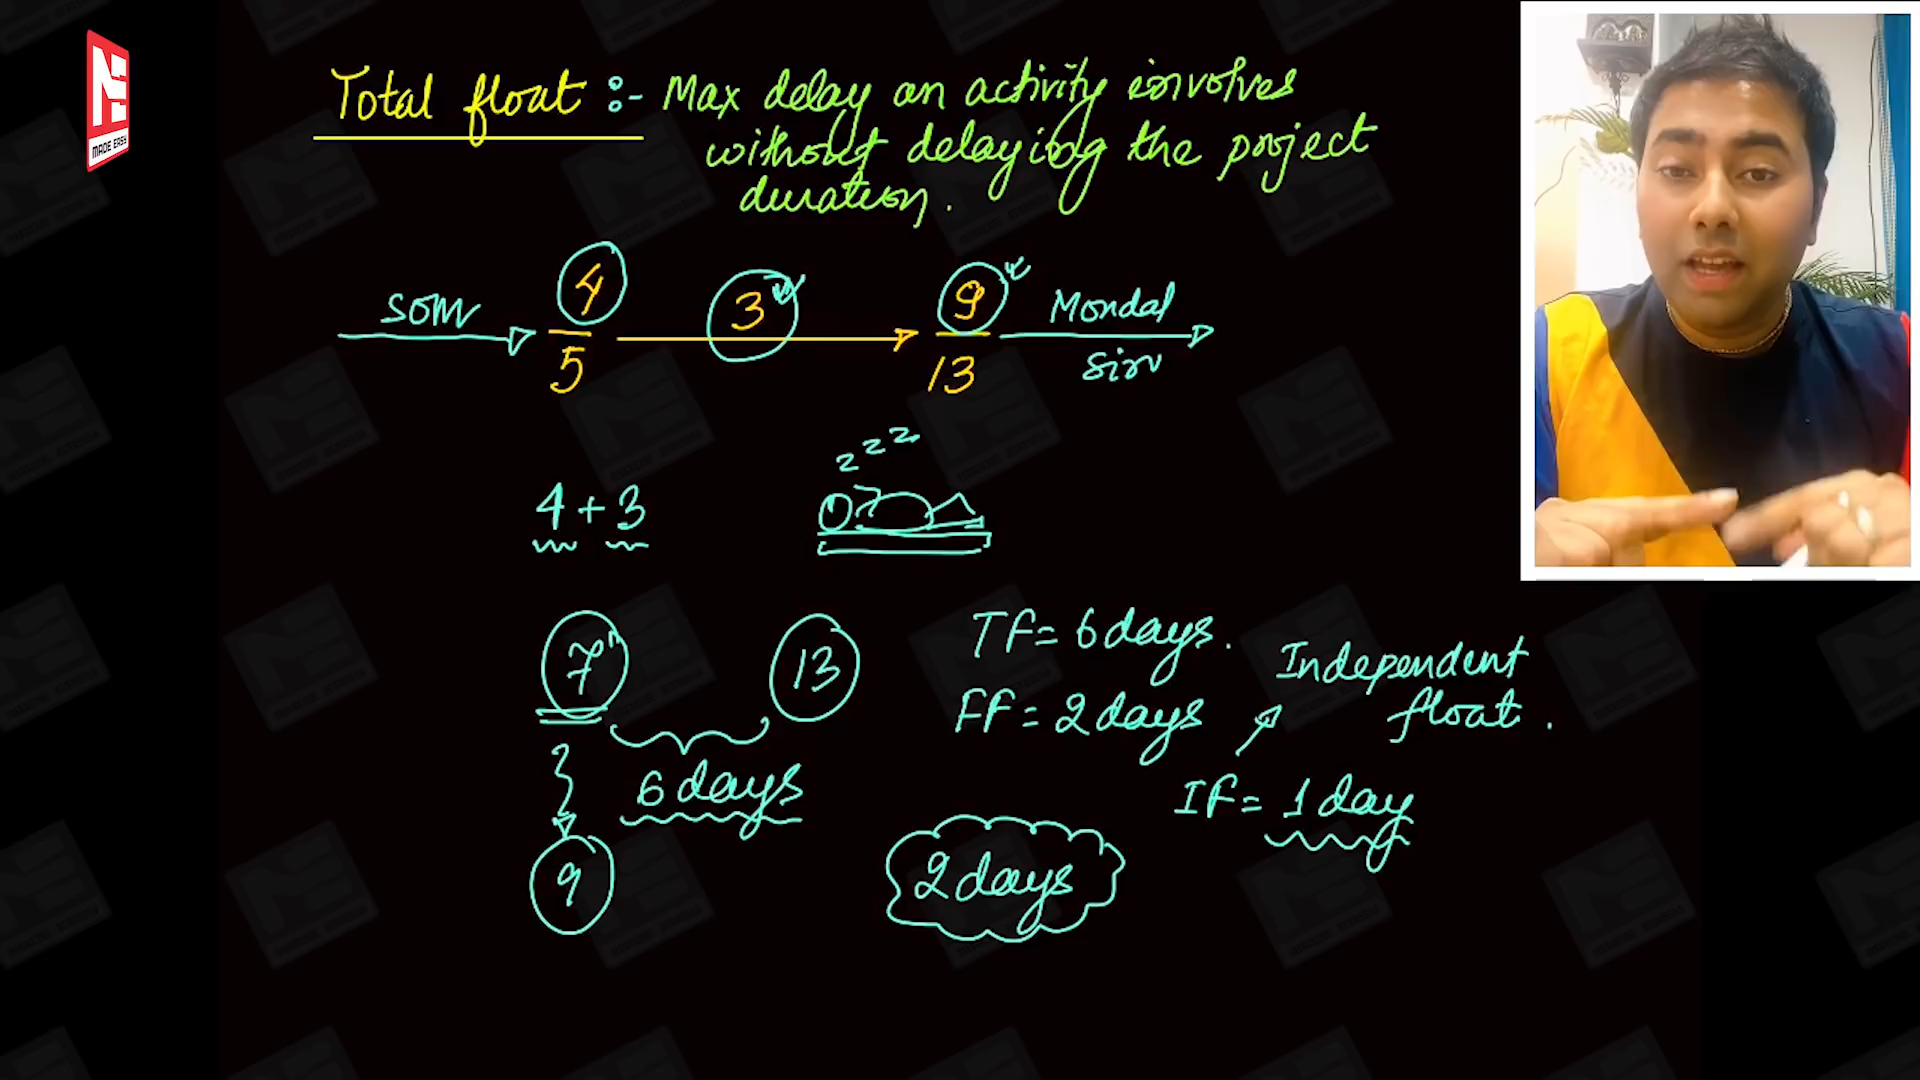 MADE EASY
Total float :- Max delay an activity involves
without delaying the project
duration.
som 4 3 9 Mondal
5 13 Sir
z z z
4 + 3
7 13 TF = 6 days.
Independent
FF = 2 days float.
6 days IF = 1 day
9 2 days